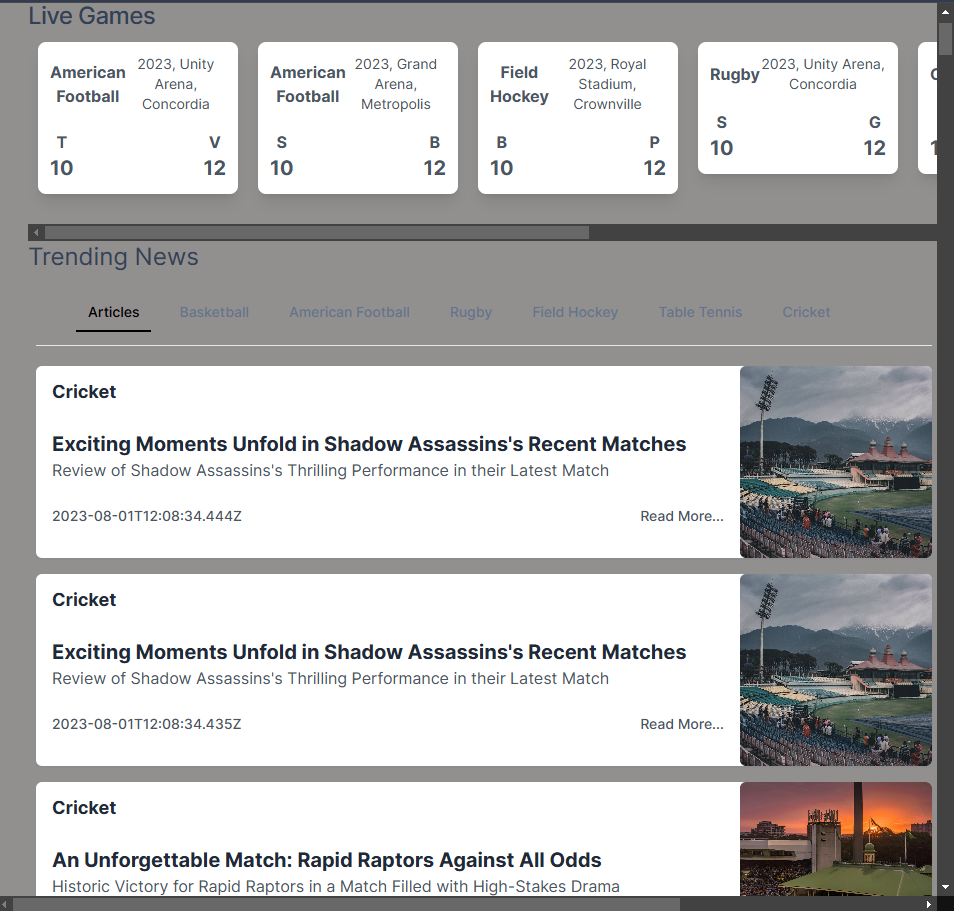 Live Games
American
Football
2023, Unity
Arena,
Concordia
T
V
10
12
American
Football
2023, Grand
Arena,
Metropolis
S
B
10
12
Field
Hockey
2023, Royal
Stadium,
Crownville
B
P
10
12
Rugby
2023, Unity Arena,
Concordia
S
G
10
12
Trending News
Articles
Basketball
American Football
Rugby
Field Hockey
Table Tennis
Cricket
Cricket
Exciting Moments Unfold in Shadow Assassins's Recent Matches
Review of Shadow Assassins's Thrilling Performance in their Latest Match
2023-08-01T12:08:34.444Z
Read More...
Cricket
Exciting Moments Unfold in Shadow Assassins's Recent Matches
Review of Shadow Assassins's Thrilling Performance in their Latest Match
2023-08-01T12:08:34.435Z
Read More...
Cricket
An Unforgettable Match: Rapid Raptors Against All Odds
Historic Victory for Rapid Raptors in a Match Filled with High-Stakes Drama